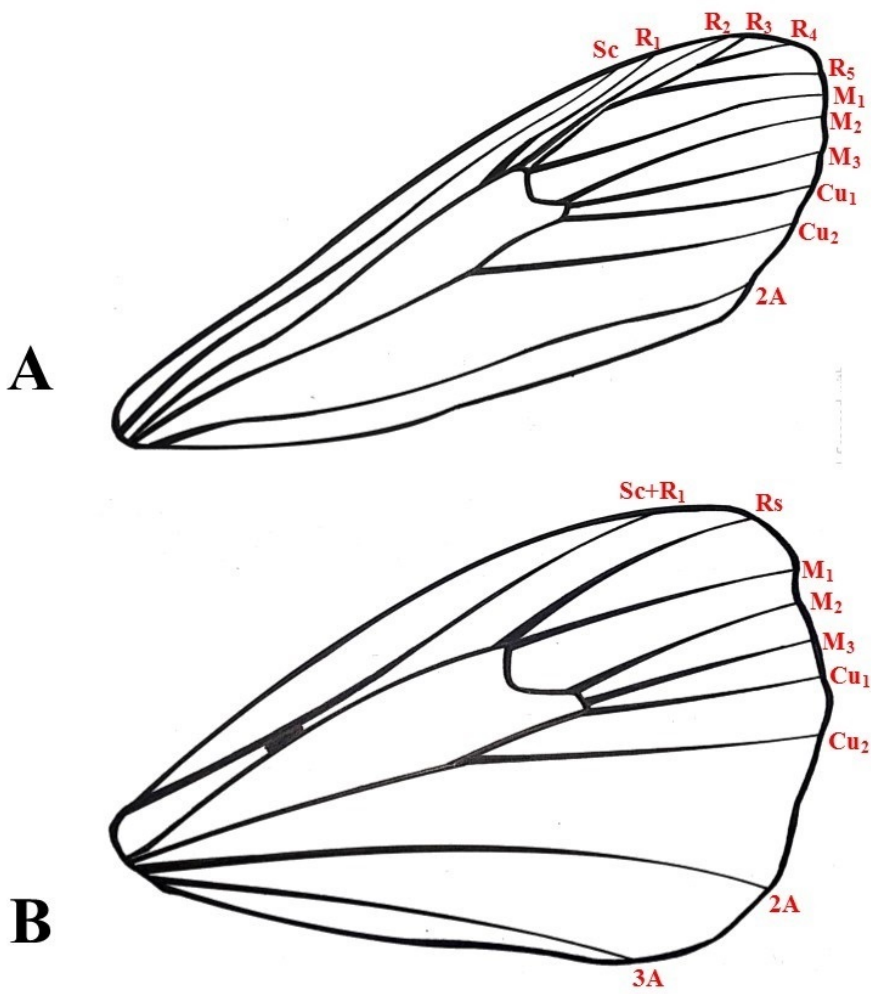 Sc R₁ R₂ R₃ R₄
R₅
M₁
M₂
M₃
Cu₁
Cu₂
2A
A
Sc+R₁ Rs
M₁
M₂
M₃
Cu₁
Cu₂
2A
B
3A